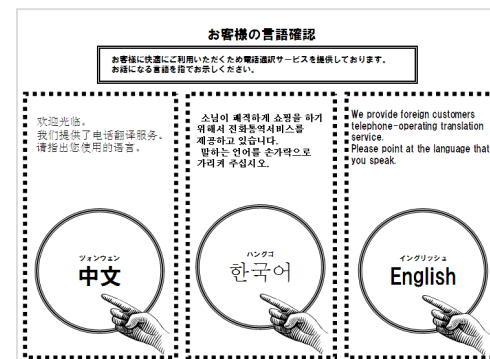 お客様の言語確認
お客様に快適にご利用いただくため電話通訳サービスを提供しております。
お話になる言語を指でお示しください。
欢迎光临。
我们提供了电话翻译服务。
请指出您使用的语言。
ツォンウェン
中文
소님이 쾌적하게 쇼핑을 하기
위해서 전화통역서비스를
제공하고 있습니다.
말하는 언어를 손가락으로
가리켜 주십시오.
ハングゴ
한국어
We provide foreign customers
telephone-operating translation
service.
Please point at the language that
you speak.
イングリッシュ
English